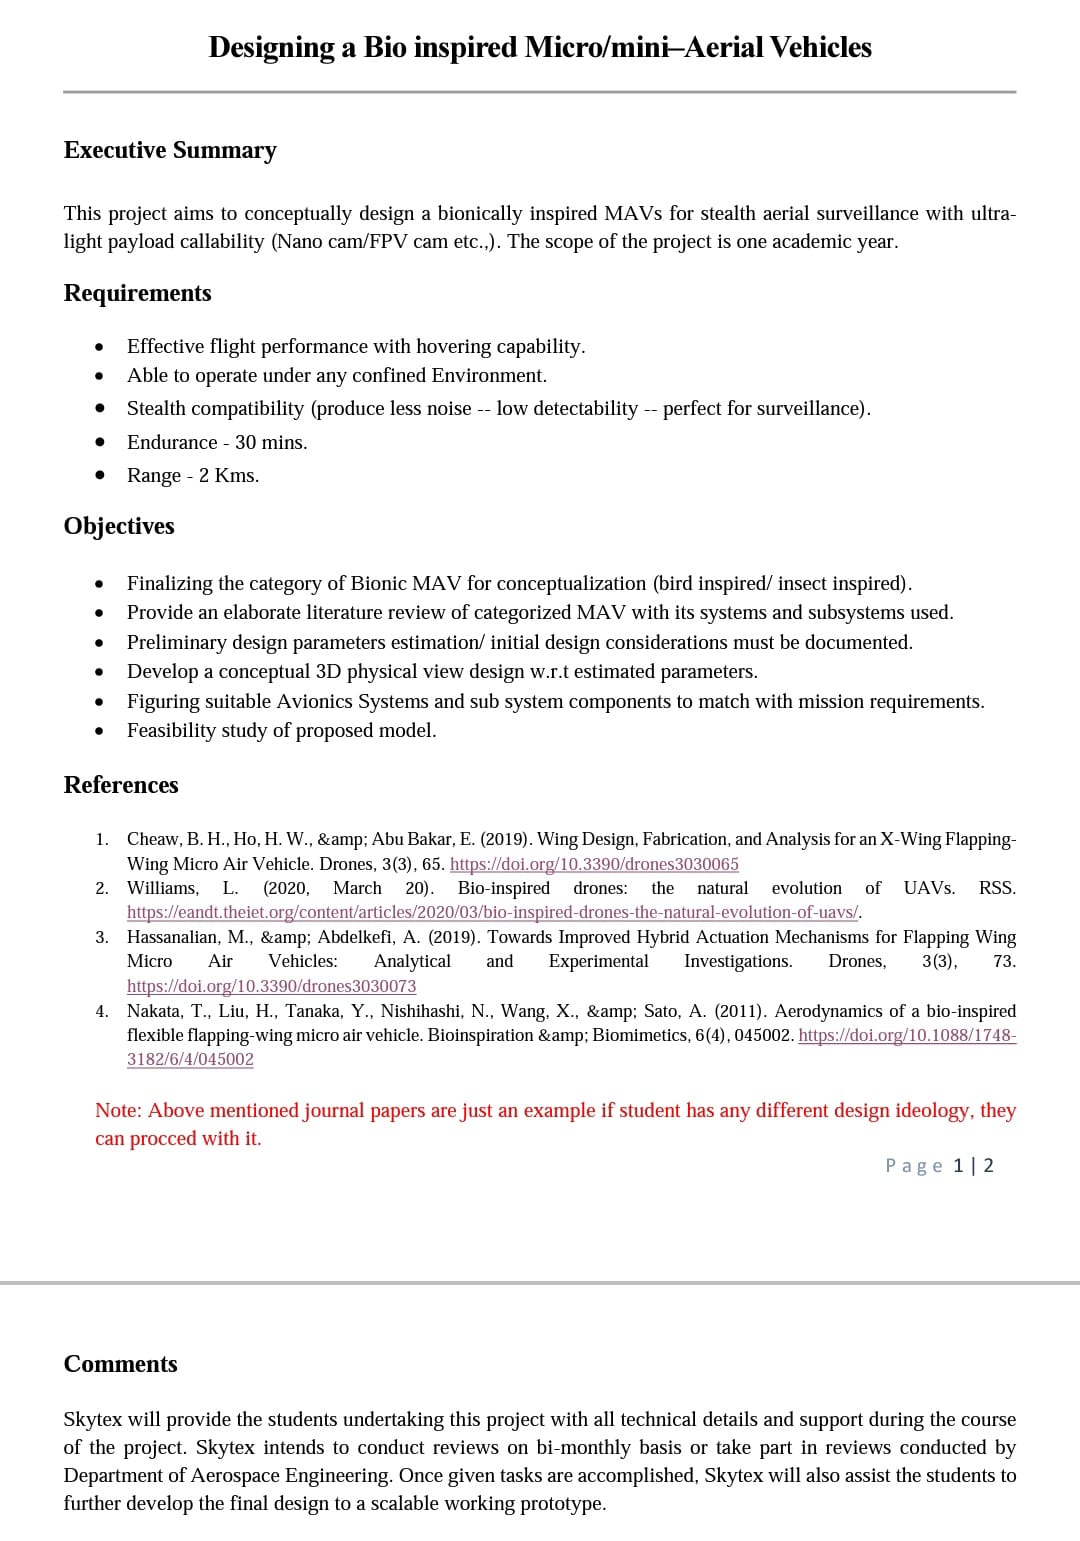 Designing a Bio inspired Micro/mini–Aerial Vehicles
Executive Summary
This project aims to conceptually design a bionically inspired MAVs for stealth aerial surveillance with ultra-
light payload callability (Nano cam/FPV cam etc.,). The scope of the project is one academic year.
Requirements
• Effective flight performance with hovering capability.
• Able to operate under any confined Environment.
• Stealth compatibility (produce less noise -- low detectability -- perfect for surveillance).
• Endurance - 30 mins.
• Range - 2 Kms.
Objectives
• Finalizing the category of Bionic MAV for conceptualization (bird inspired/ insect inspired).
• Provide an elaborate literature review of categorized MAV with its systems and subsystems used.
• Preliminary design parameters estimation/ initial design considerations must be documented.
• Develop a conceptual 3D physical view design w.r.t estimated parameters.
• Figuring suitable Avionics Systems and sub system components to match with mission requirements.
• Feasibility study of proposed model.
References
1. Cheaw, B. H., Ho, H. W., &amp; Abu Bakar, E. (2019). Wing Design, Fabrication, and Analysis for an X-Wing Flapping-
Wing Micro Air Vehicle. Drones, 3(3), 65. https://doi.org/10.3390/drones3030065
2. Williams, L. (2020, March 20). Bio-inspired drones: the natural evolution of UAVs. RSS.
https://eandt.theiet.org/content/articles/2020/03/bio-inspired-drones-the-natural-evolution-of-uavs/.
3. Hassanalian, M., &amp; Abdelkefi, A. (2019). Towards Improved Hybrid Actuation Mechanisms for Flapping Wing
Micro Air Vehicles: Analytical and Experimental Investigations. Drones, 3(3), 73.
https://doi.org/10.3390/drones3030073
4. Nakata, T., Liu, H., Tanaka, Y., Nishihashi, N., Wang, X., &amp; Sato, A. (2011). Aerodynamics of a bio-inspired
flexible flapping-wing micro air vehicle. Bioinspiration &amp; Biomimetics, 6(4), 045002. https://doi.org/10.1088/1748-
3182/6/4/045002
Note: Above mentioned journal papers are just an example if student has any different design ideology, they
can procced with it.
Page 1 | 2
Comments
Skytex will provide the students undertaking this project with all technical details and support during the course
of the project. Skytex intends to conduct reviews on bi-monthly basis or take part in reviews conducted by
Department of Aerospace Engineering. Once given tasks are accomplished, Skytex will also assist the students to
further develop the final design to a scalable working prototype.